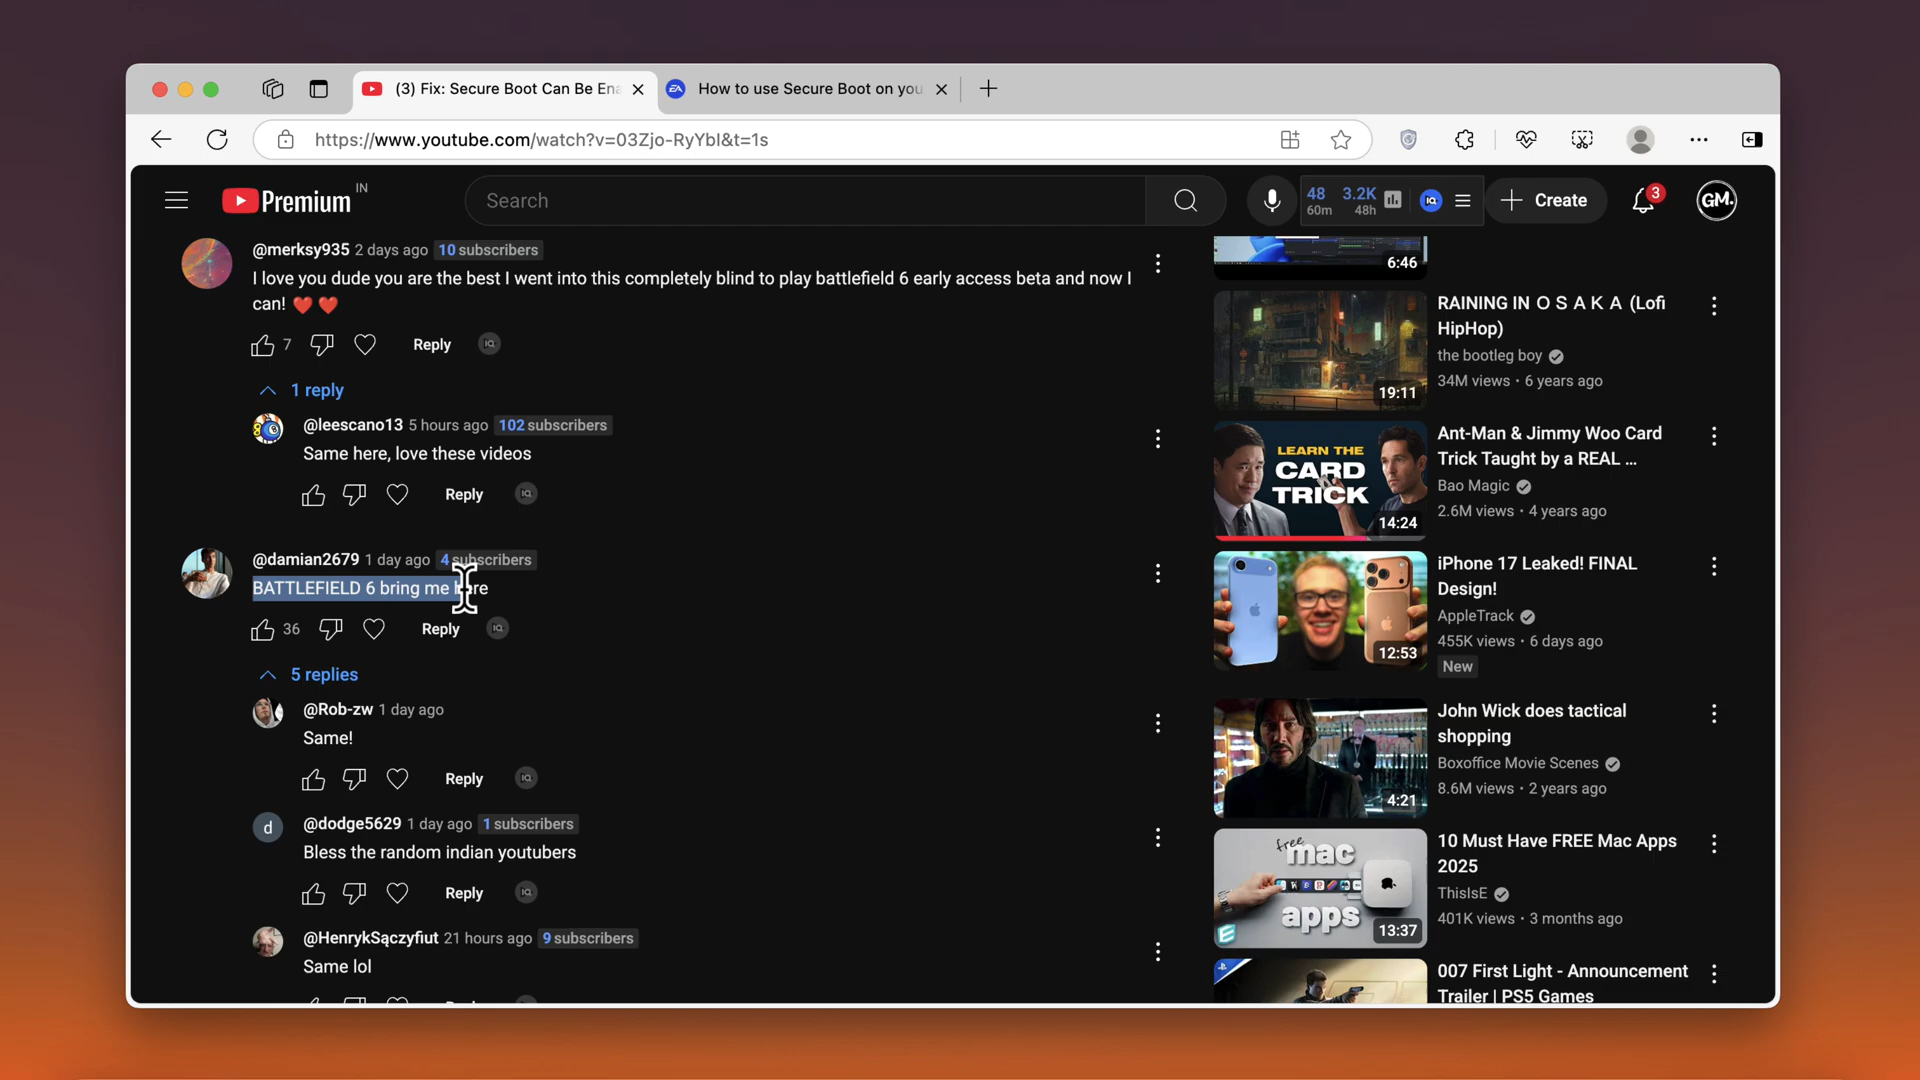 (3) Fix: Secure Boot Can Be Ena
How to use Secure Boot on you
https://www.youtube.com/watch?v=03Zjo-RyYbI&t=1s
Premium IN
Search
48 60m
3.2K 48h
Create
3
GM.
@merksy935 2 days ago 10 subscribers
I love you dude you are the best I went into this completely blind to play battlefield 6 early access beta and now I
can! ❤️ ❤️
7 Reply
1 reply
@leescano13 5 hours ago 102 subscribers
Same here, love these videos
Reply
@damian2679 1 day ago 4 subscribers
BATTLEFIELD 6 bring me here
36 Reply
5 replies
@Rob-zw 1 day ago
Same!
Reply
@dodge5629 1 day ago 1 subscribers
Bless the random indian youtubers
Reply
@HenrykSączyfiut 21 hours ago 9 subscribers
Same lol
6:46
RAINING IN O S A K A (Lofi
HipHop)
the bootleg boy
34M views • 6 years ago
19:11
LEARN THE
CARD
TRICK
14:24
Ant-Man & Jimmy Woo Card
Trick Taught by a REAL ...
Bao Magic
2.6M views • 4 years ago
12:53
iPhone 17 Leaked! FINAL
Design!
AppleTrack
455K views • 6 days ago
New
4:21
John Wick does tactical
shopping
Boxoffice Movie Scenes
8.6M views • 2 years ago
free
mac
apps
13:37
10 Must Have FREE Mac Apps
2025
ThisIsE
401K views • 3 months ago
007 First Light - Announcement
Trailer | PS5 Games